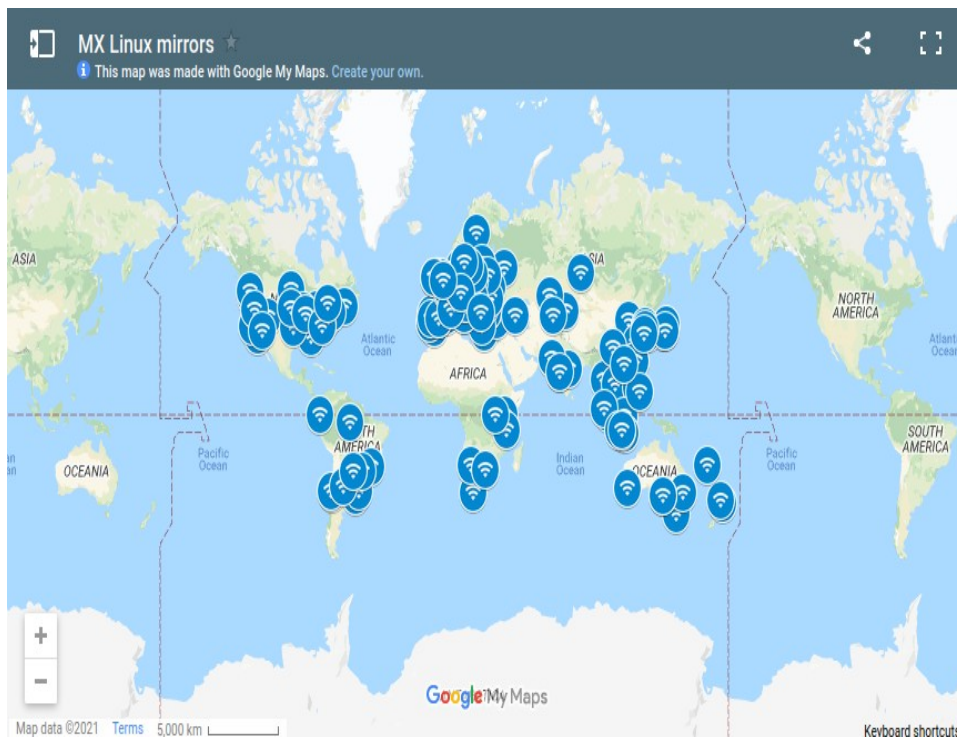 MX Linux mirrors
This map was made with Google My Maps. Create your own.
ASIA
NORTH
AMERICA
Atlantic
Ocean
Atlan
Ocea
AFRICA
Pacific
Ocean
Indian
Ocean
Pacific
Ocean
SOUTH
AMERICA
AMERICA
OCEANIA
OCEANIA
+
−
Google My Maps
Map data ©2021 Terms 5,000 km
Keyboard shortcuts